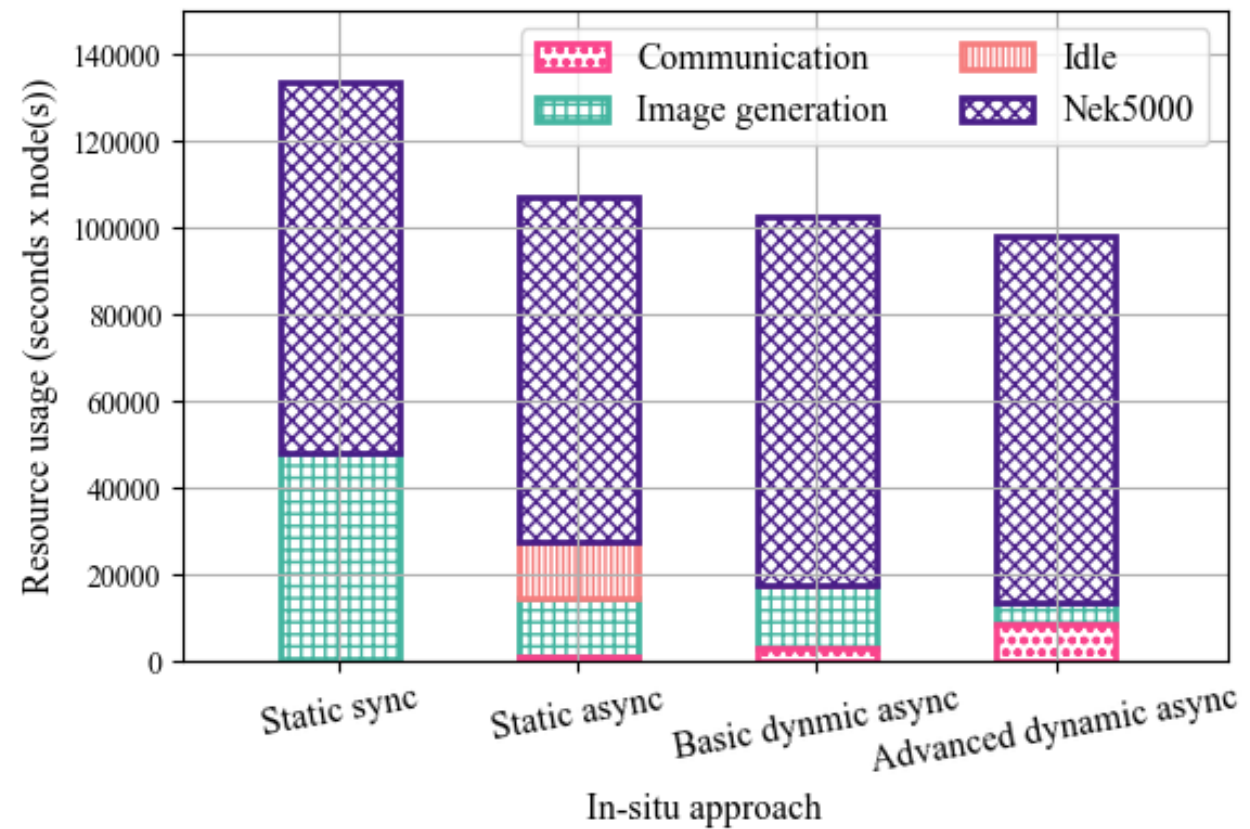 140000
120000
100000
80000
60000
40000
20000
0
Resource usage (seconds x node(s))
Communication
Image generation
Idle
Nek5000
Static sync
Static async
Basic dynmic async
Advanced dynamic async
In-situ approach